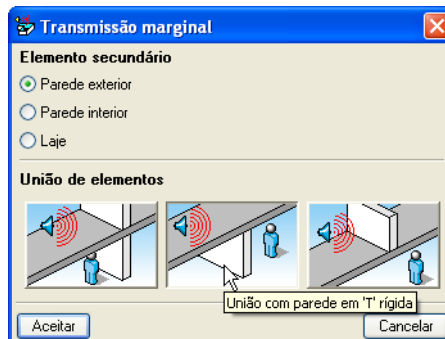 Transmissão marginal
Elemento secundário
Parede exterior
Parede interior
Laje
União de elementos
União com parede em 'T' rígida
Aceitar
Cancelar